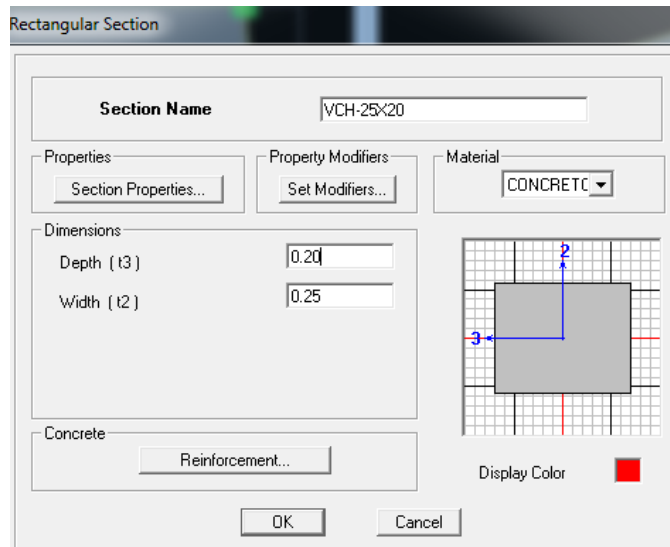 Rectangular Section
Section Name VCH-25X20
Properties Property Modifiers Material
Section Properties... Set Modifiers... CONCRETC
Dimensions
Depth ( t3 ) 0.20
Width ( t2 ) 0.25
2
3
Concrete
Reinforcement...
Display Color
OK Cancel